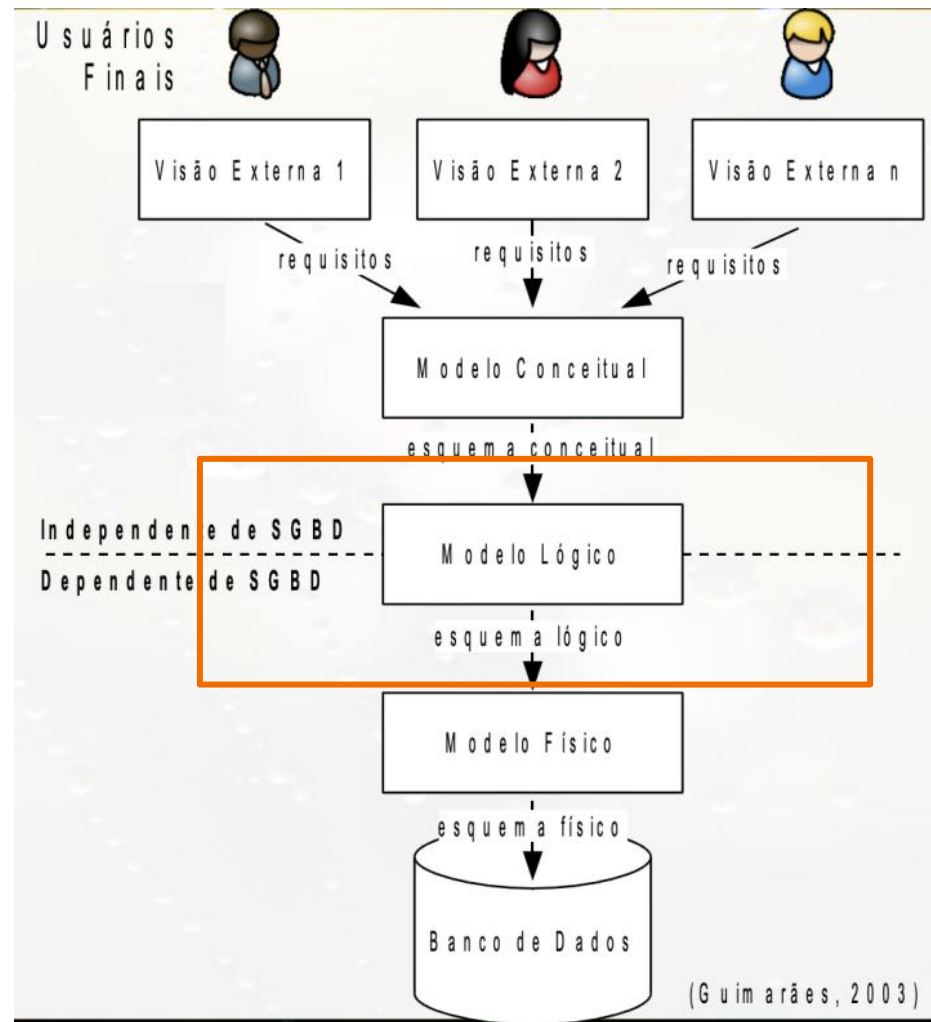 Usuários
Finais
Visão Externa 1
Visão Externa 2
Visão Externa n
requisitos
requisitos
requisitos
Modelo Conceitual
esquema conceitual
Independente de SGBD
Modelo Lógico
Dependente de SGBD
esquema lógico
Modelo Físico
esquema físico
Banco de Dados
(Guimarães, 2003)